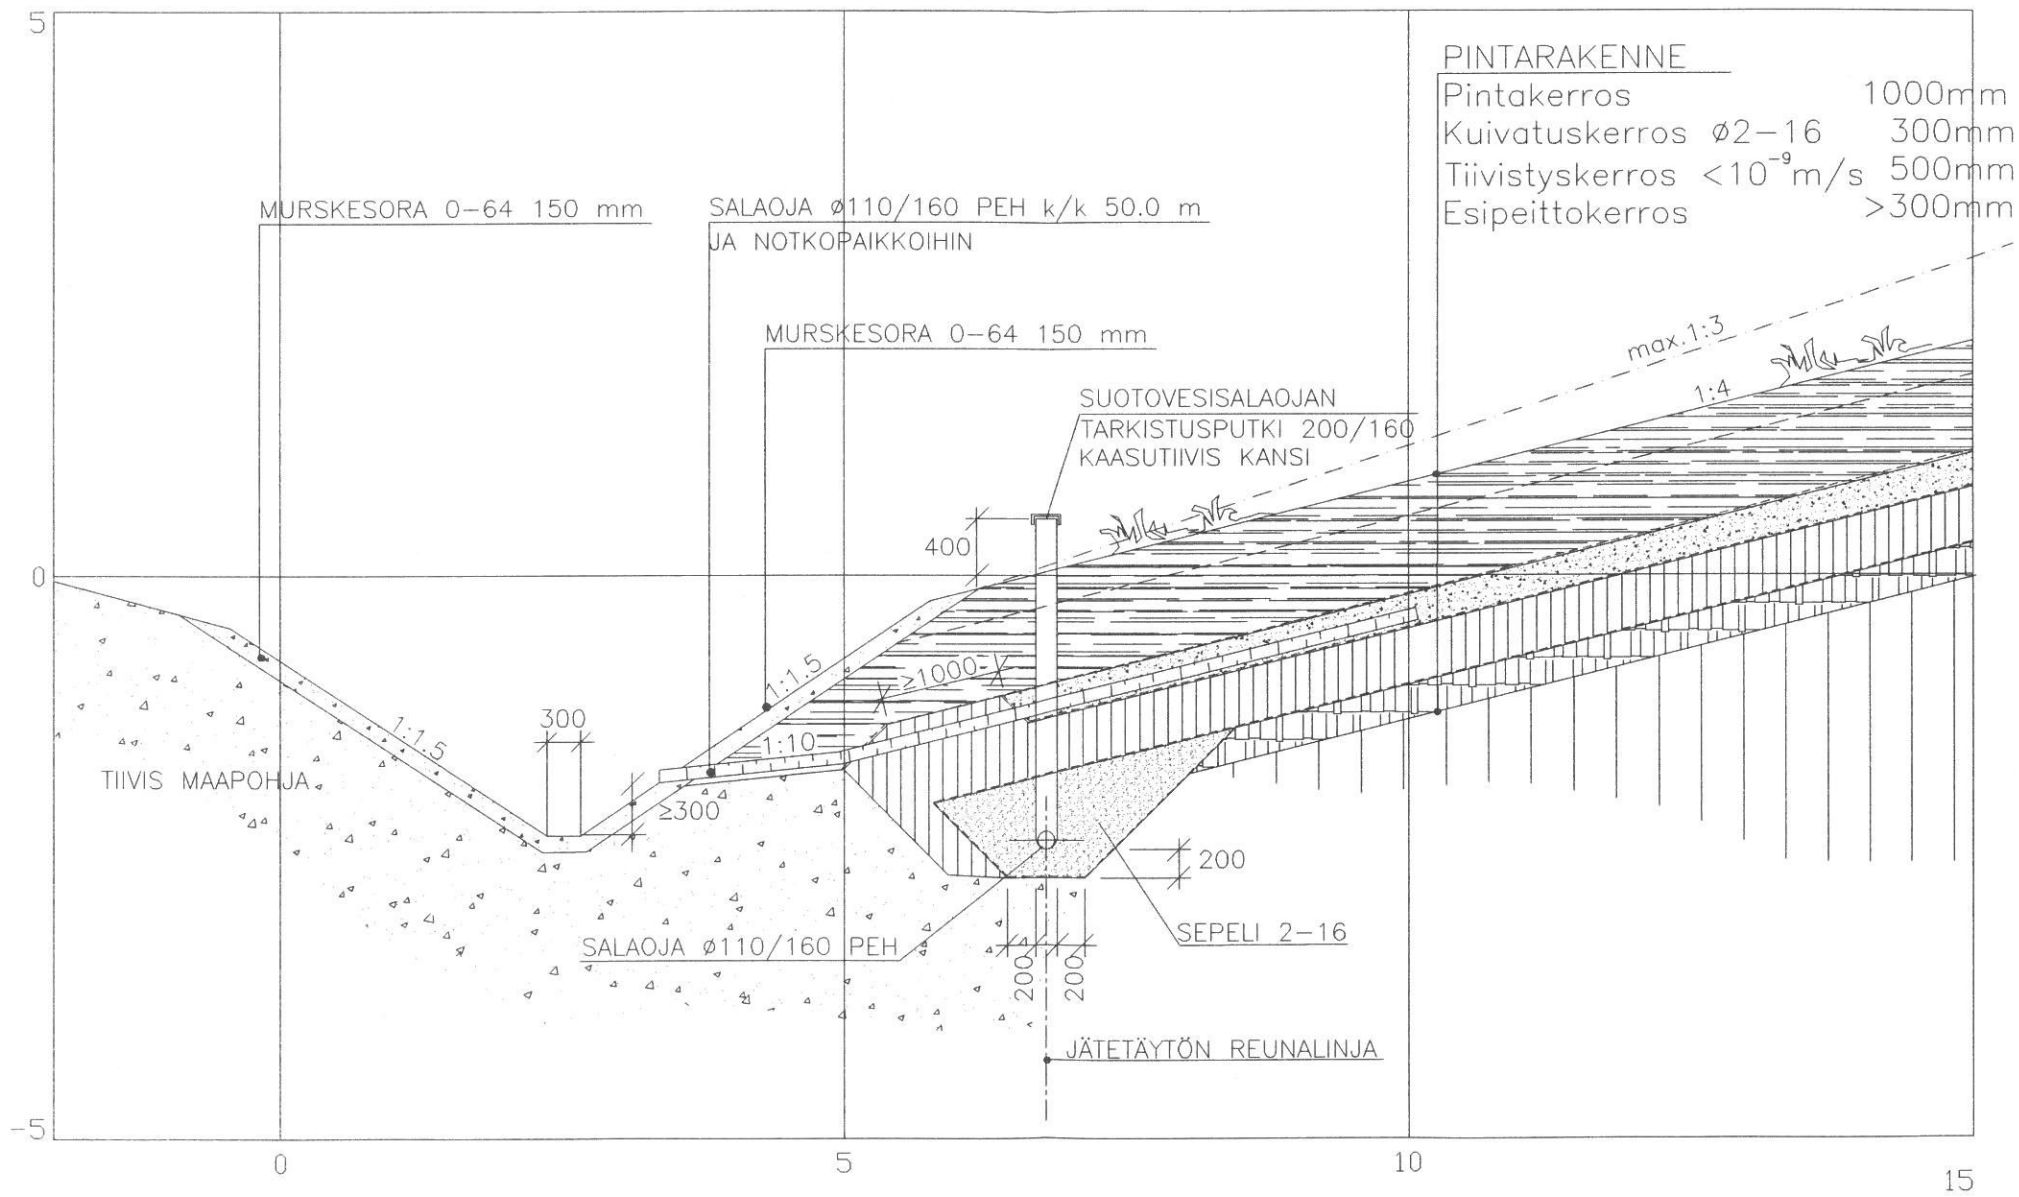 5
PINTARAKENNE
Pintakerros 1000mm
Kuivatuskerros ø2-16 300mm
Tiivistyskerros <10⁻⁹m/s 500mm
Esipeittokerros >300mm
MURSKESORA 0-64 150 mm
SALAOJA ø110/160 PEH k/k 50.0 m
JA NOTKOPAIKKOIHIN
MURSKESORA 0-64 150 mm
max.1:3
1:4
SUOTOVESISALAOJAN
TARKISTUSPUTKI 200/160
KAASUTIIVIS KANSI
400
0
1:1.5
≥1000
1:1.5
300
1:10
TIIVIS MAAPOHJA
≥300
200
SALAOJA ø110/160 PEH
SEPELI 2-16
200
200
JÄTETÄYTÖN REUNALINJA
-5
0
5
10
15